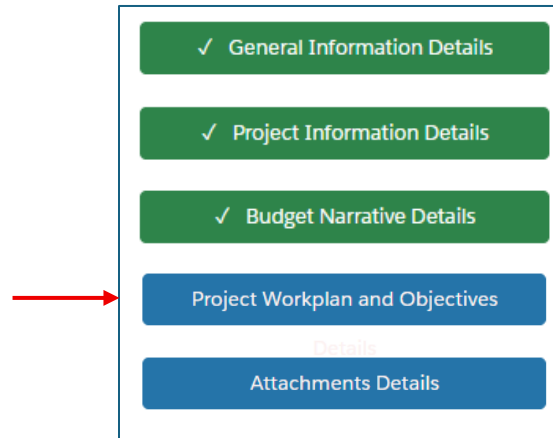 ✓ General Information Details
✓ Project Information Details
✓ Budget Narrative Details
Project Workplan and Objectives
Details
Attachments Details